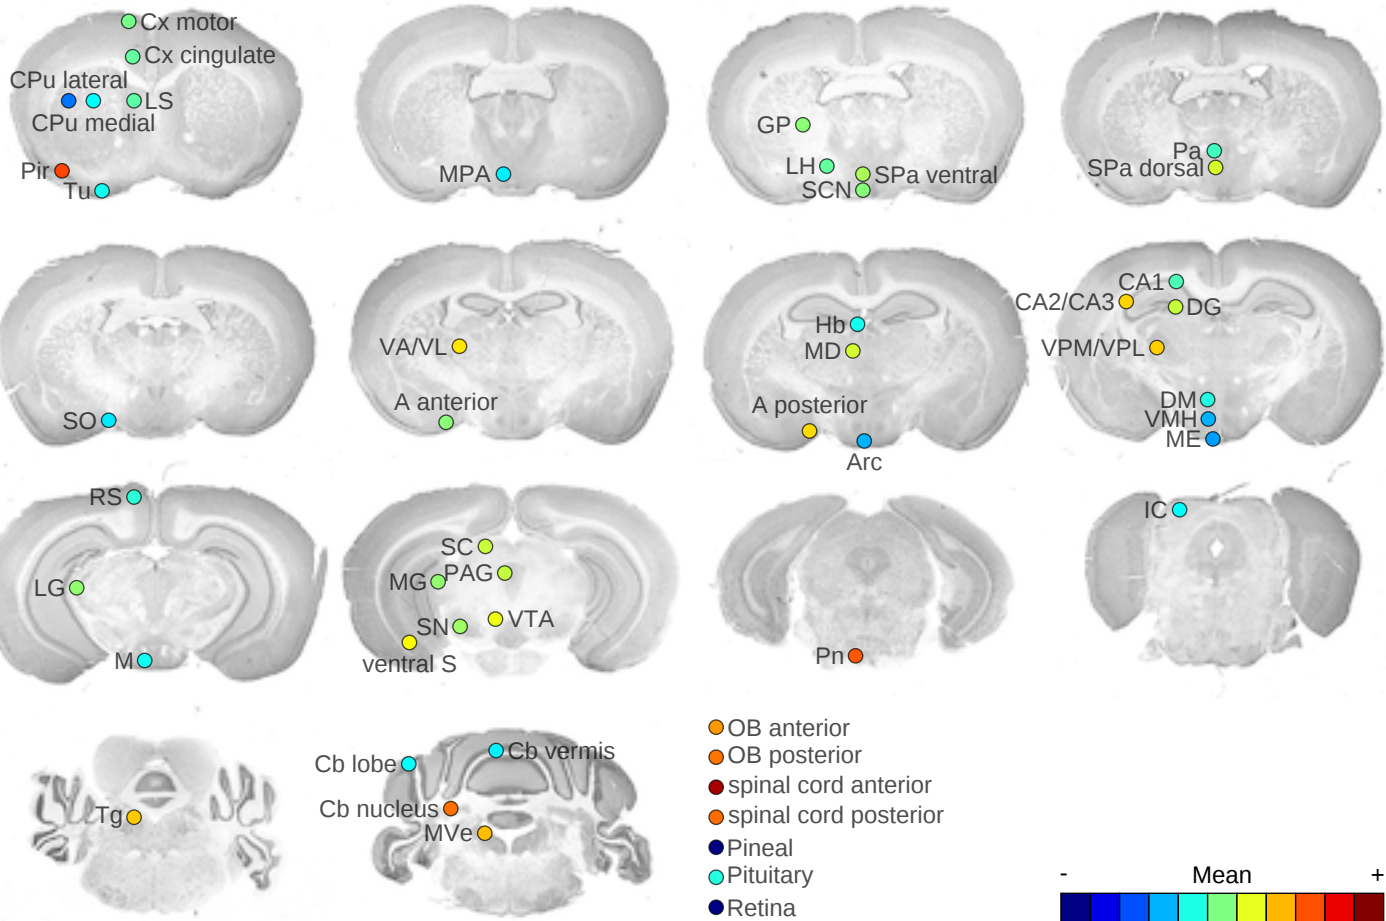 Cx motor
Cx cingulate
CPu lateral
LS
CPu medial
Pir
Tu
MPA
GP
LH
SPa ventral
SCN
Pa
SPa dorsal
SO
VA/VL
A anterior
Hb
MD
A posterior
Arc
CA1
CA2/CA3
DG
VPM/VPL
DM
VMH
ME
RS
LG
M
SC
PAG
MG
VTA
SN
ventral S
Pn
IC
Tg
Cb lobe
Cb vermis
Cb nucleus
MVe
OB anterior
OB posterior
spinal cord anterior
spinal cord posterior
Pineal
Pituitary
Retina
- Mean +